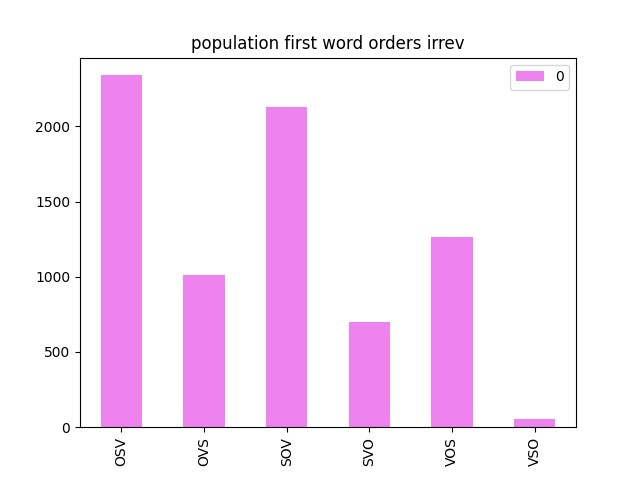 population first word orders irrev
0
2000
1500
1000
500
0
OSV
OVS
SOV
SVO
VOS
VSO